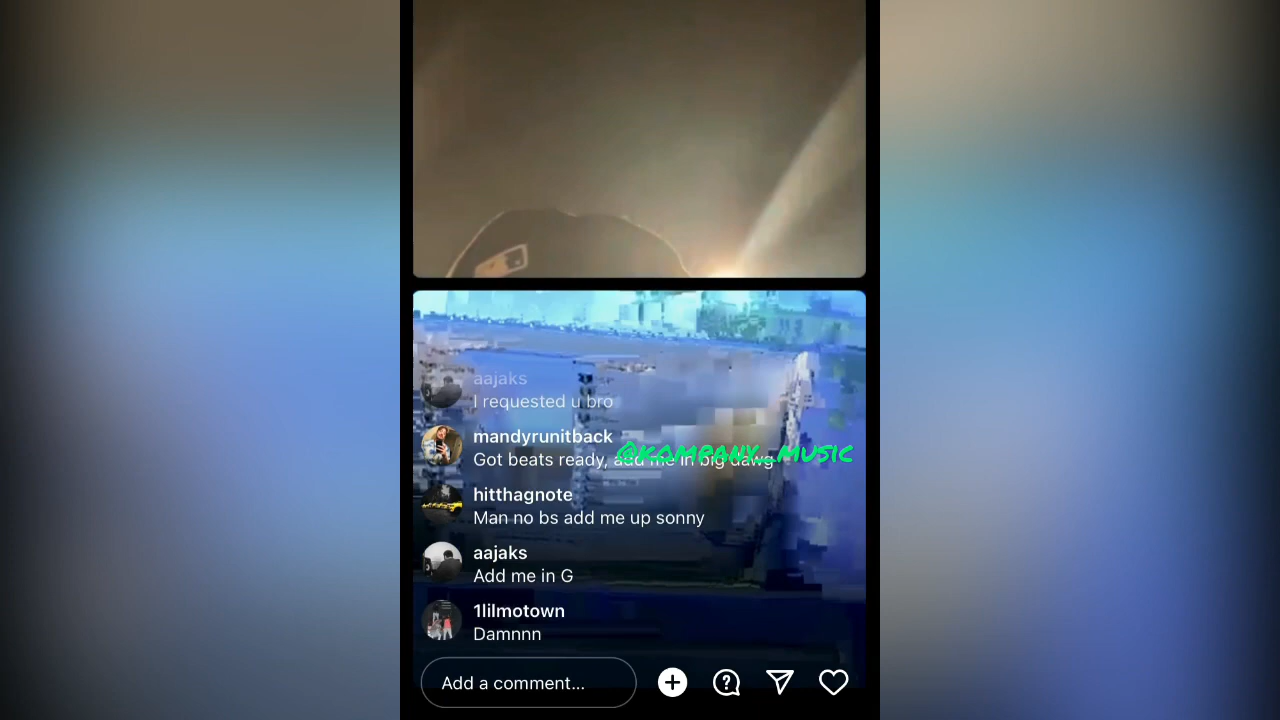 aajaks
I requested u bro
mandyrunitback
Got beats ready, add me in big dawg
@KOMPANY_MUSIC
hitthagnote
Man no bs add me up sonny
aajaks
Add me in G
1lilmotown
Damnnn
Add a comment...